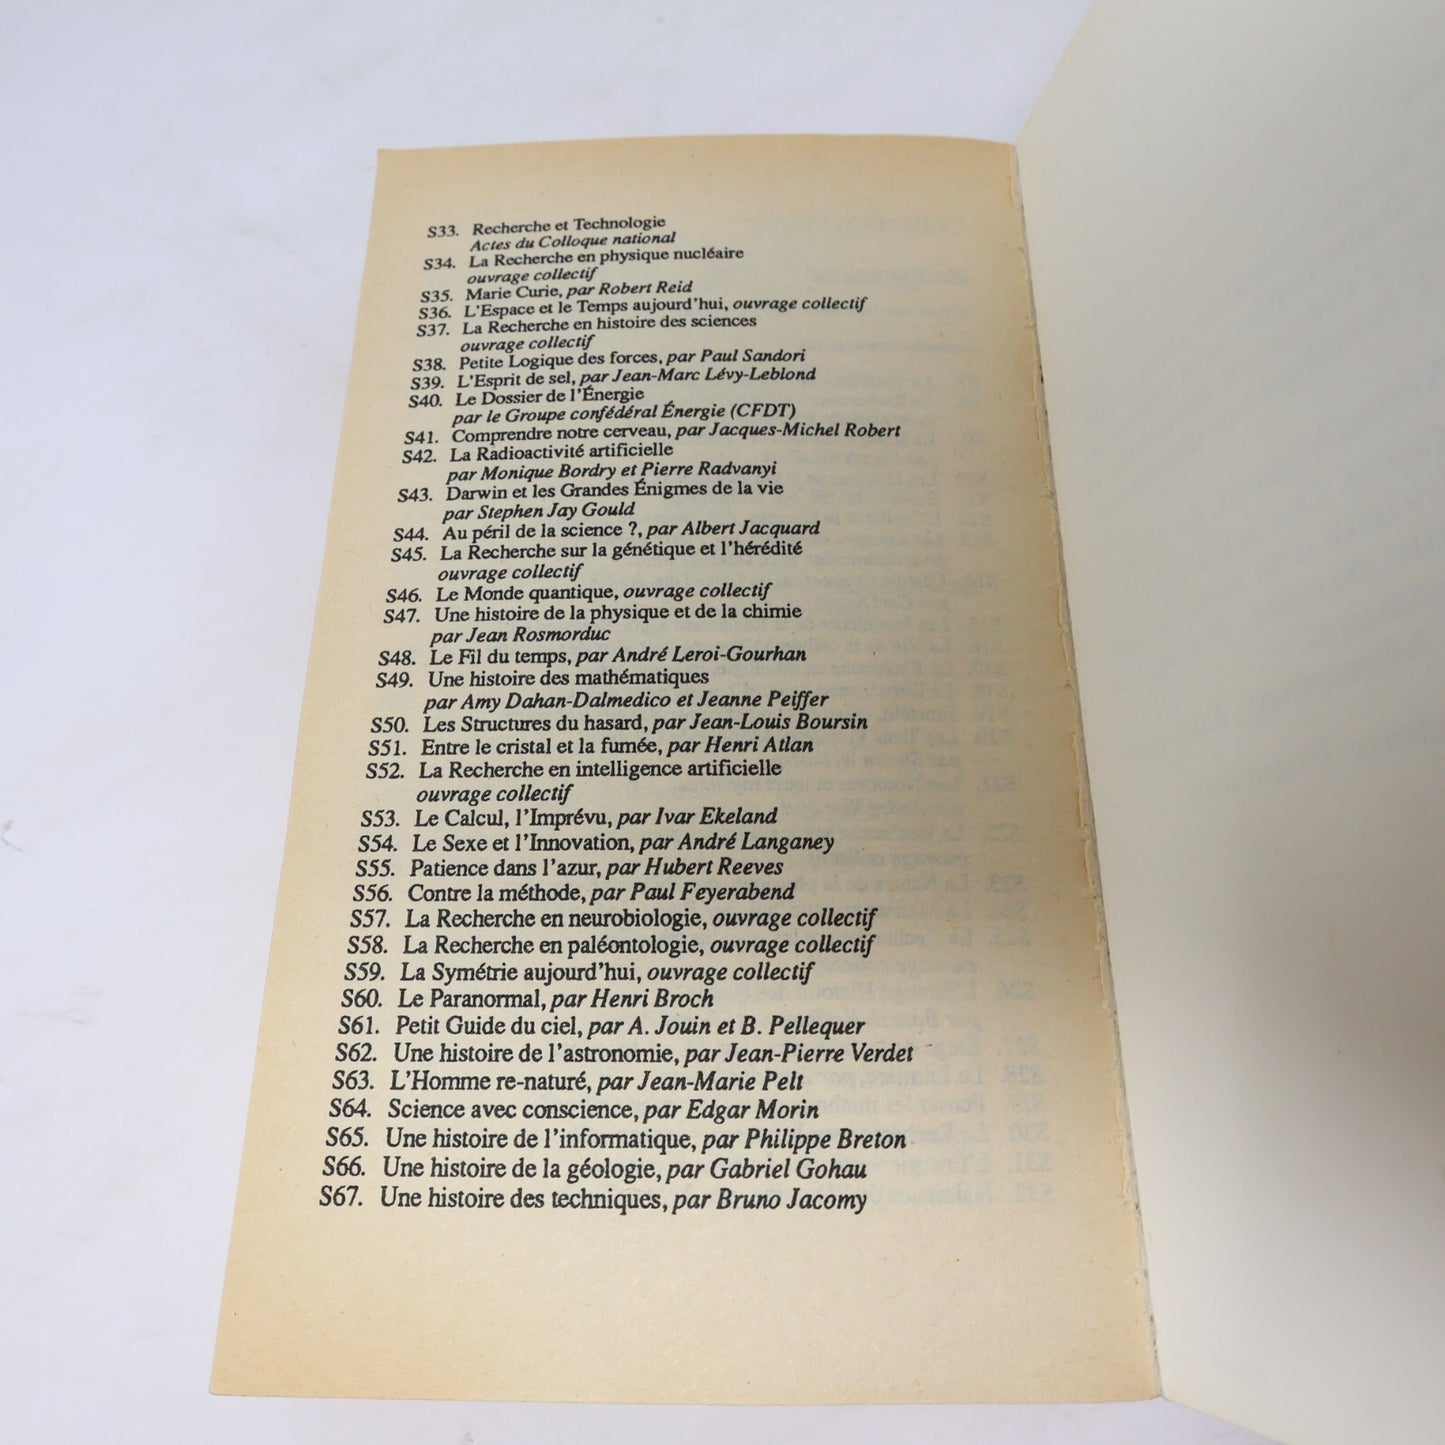 S33. Recherche et Technologie
Actes du Colloque national
S34. La Recherche en physique nucléaire
ouvrage collectif
S35. Marie Curie, par Robert Reid
S36. L'Espace et le Temps aujourd'hui, ouvrage collectif
S37. La Recherche en histoire des sciences
ouvrage collectif
S38. Petite Logique des forces, par Paul Sandori
S39. L'Esprit de sel, par Jean-Marc Lévy-Leblond
S40. Le Dossier de l'Énergie
par le Groupe confédéral Énergie (CFDT)
S41. Comprendre notre cerveau, par Jacques-Michel Robert
S42. La Radioactivité artificielle
par Monique Bordry et Pierre Radvanyi
S43. Darwin et les Grandes Énigmes de la vie
par Stephen Jay Gould
S44. Au péril de la science ?, par Albert Jacquard
S45. La Recherche sur la génétique et l'hérédité
ouvrage collectif
S46. Le Monde quantique, ouvrage collectif
S47. Une histoire de la physique et de la chimie
par Jean Rosmorduc
S48. Le Fil du temps, par André Leroi-Gourhan
S49. Une histoire des mathématiques
par Amy Dahan-Dalmedico et Jeanne Peiffer
S50. Les Structures du hasard, par Jean-Louis Boursin
S51. Entre le cristal et la fumée, par Henri Atlan
S52. La Recherche en intelligence artificielle
ouvrage collectif
S53. Le Calcul, l'Imprévu, par Ivar Ekeland
S54. Le Sexe et l'Innovation, par André Langaney
S55. Patience dans l'azur, par Hubert Reeves
S56. Contre la méthode, par Paul Feyerabend
S57. La Recherche en neurobiologie, ouvrage collectif
S58. La Recherche en paléontologie, ouvrage collectif
S59. La Symétrie aujourd'hui, ouvrage collectif
S60. Le Paranormal, par Henri Broch
S61. Petit Guide du ciel, par A. Jouin et B. Pellequer
S62. Une histoire de l'astronomie, par Jean-Pierre Verdet
S63. L'Homme re-naturé, par Jean-Marie Pelt
S64. Science avec conscience, par Edgar Morin
S65. Une histoire de l'informatique, par Philippe Breton
S66. Une histoire de la géologie, par Gabriel Gohau
S67. Une histoire des techniques, par Bruno Jacomy